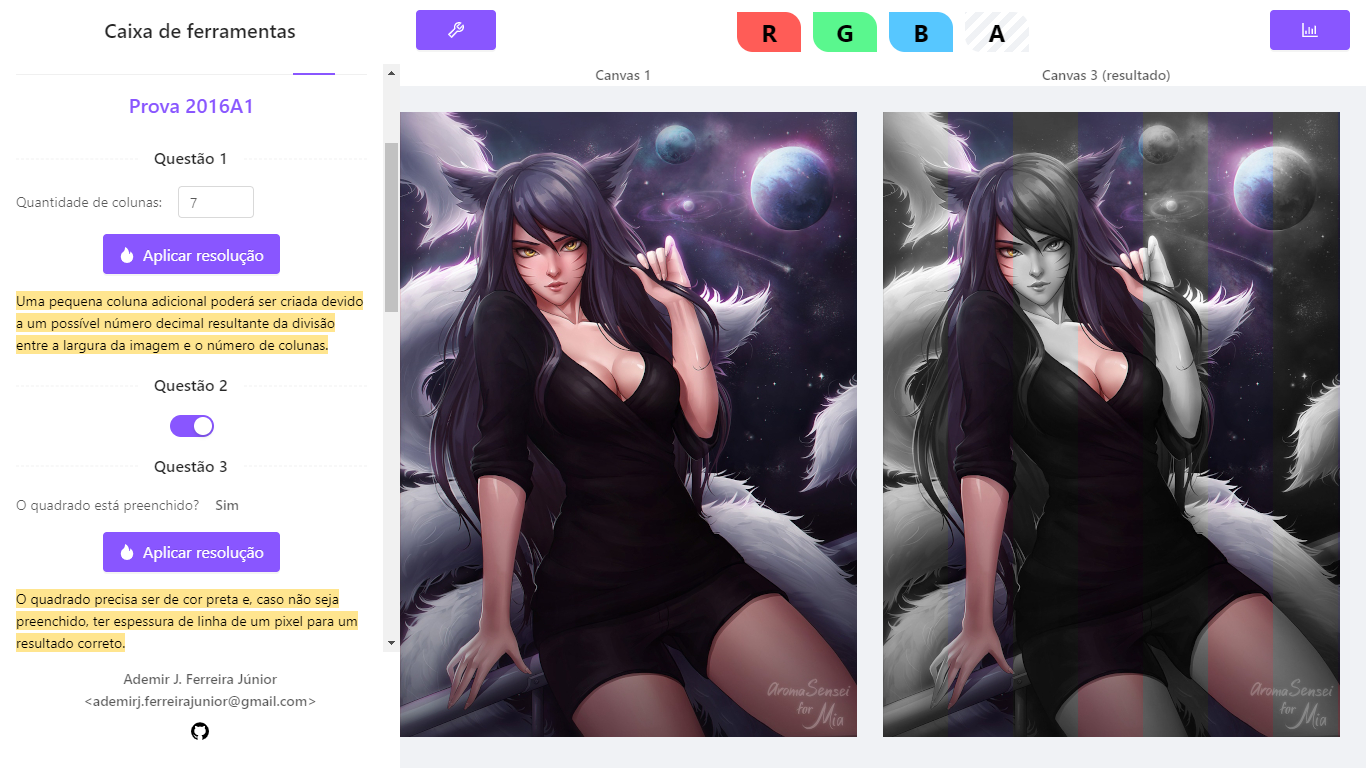 Caixa de ferramentas
R G B A
Canvas 1
Canvas 3 (resultado)
Prova 2016A1
Questão 1
Quantidade de colunas: 7
Aplicar resolução
Uma pequena coluna adicional poderá ser criada devido
a um possível número decimal resultante da divisão
entre a largura da imagem e o número de colunas.
Questão 2
Questão 3
O quadrado está preenchido? Sim
Aplicar resolução
O quadrado precisa ser de cor preta e, caso não seja
preenchido, ter espessura de linha de um pixel para um
resultado correto.
Ademir J. Ferreira Júnior
<ademirj.ferreirajunior@gmail.com>
AromaSensei
for Mia
AromaSensei
for Mia